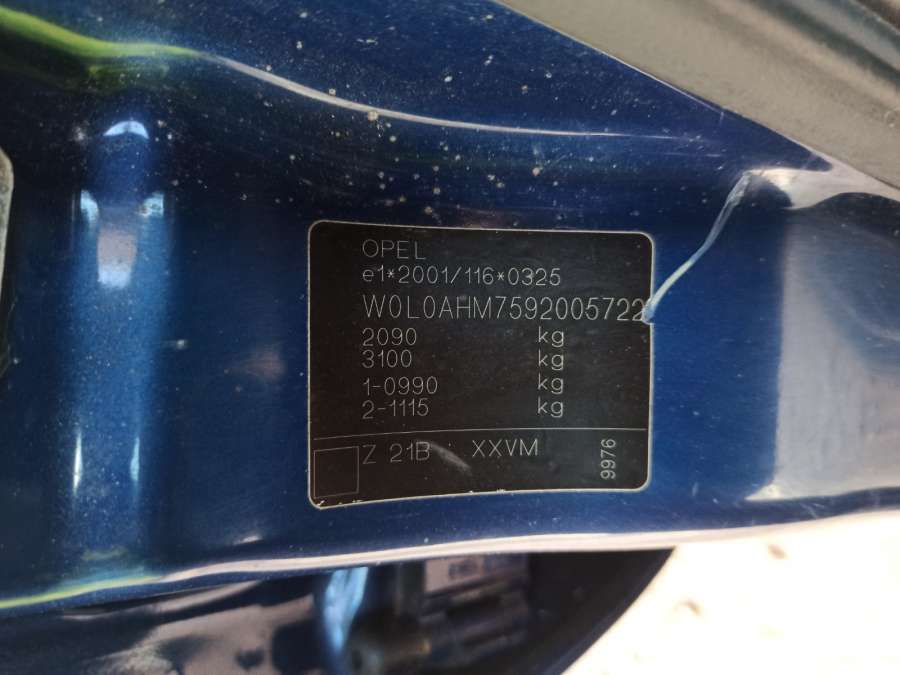 OPEL
e1*2001/116*0325
W0L0AHM7592005722
2090 kg
3100 kg
1-0990 kg
2-1115 kg
Z 21B XXVM
9976